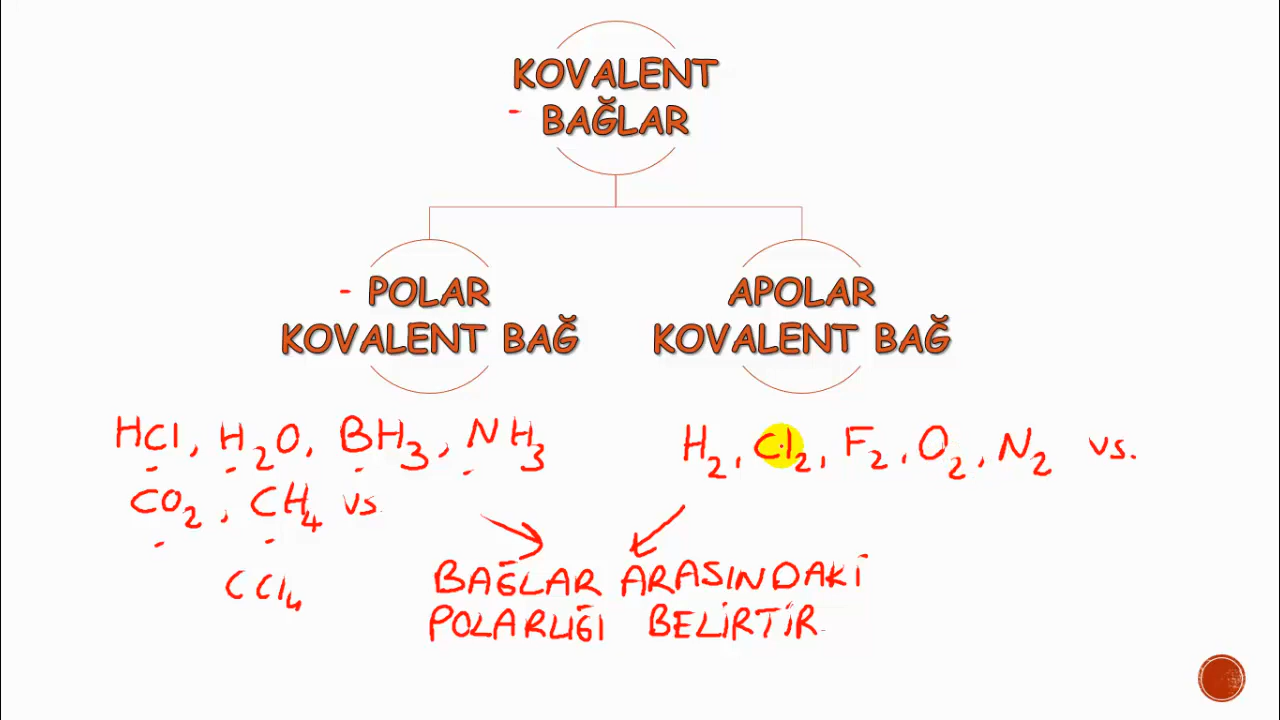 KOVALENT
BAĞLAR
POLAR
KOVALENT BAĞ
APOLAR
KOVALENT BAĞ
HCl, H2O, BH3, NH3
CO2, CH4 vs.
CCl4
H2, Cl2, F2, O2, N2 vs.
BAĞLAR ARASINDAKİ
POLARLIĞI BELİRTİR.